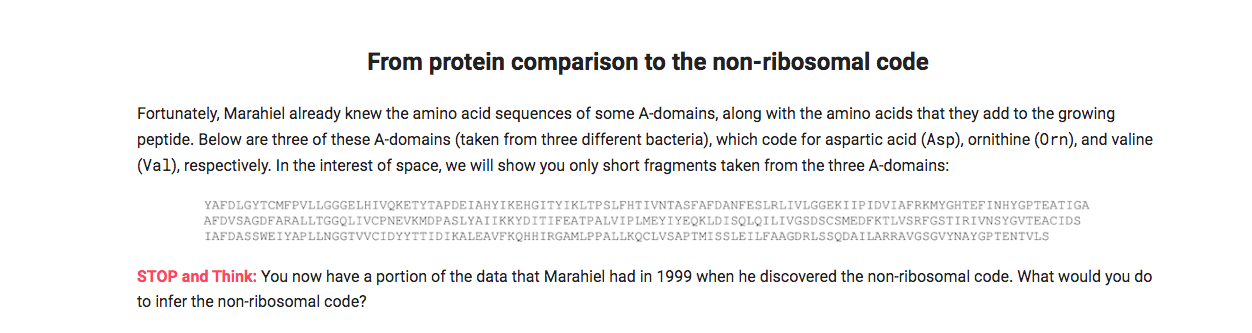 From protein comparison to the non-ribosomal code
Fortunately, Marahiel already knew the amino acid sequences of some A-domains, along with the amino acids that they add to the growing
peptide. Below are three of these A-domains (taken from three different bacteria), which code for aspartic acid (Asp), ornithine (Orn), and valine
(Val), respectively. In the interest of space, we will show you only short fragments taken from the three A-domains:
YAFDLGYTCMFPVLLGGGELHIVQKETYTAPDEIAHYIKEHGITYIKLTPSLFHTIVNTASFAFDANFESLRLIVLGGEKIIPIDVIAFRKMYGHTEFINHYGPTEATIGA
AFDVSAGDFARALLTGGQLIVCPNEVKMDPASLYAIIKKYDITIFEATPALVIPLMEYIYEQKLDISQLQILIVGSDSCSMEDFKTLVSRFGSTIRIVNSYGVTEACIDS
IAFDASSWEIYAPLLNGGTVVCIDYYTTIDIKALEAVFKQHHIRGAMLPPALLKQCLVSAPTMISSLEILFAAGDRLSSQDAILARRAVGSGVYNAYGPTENTVLS
STOP and Think: You now have a portion of the data that Marahiel had in 1999 when he discovered the non-ribosomal code. What would you do
to infer the non-ribosomal code?